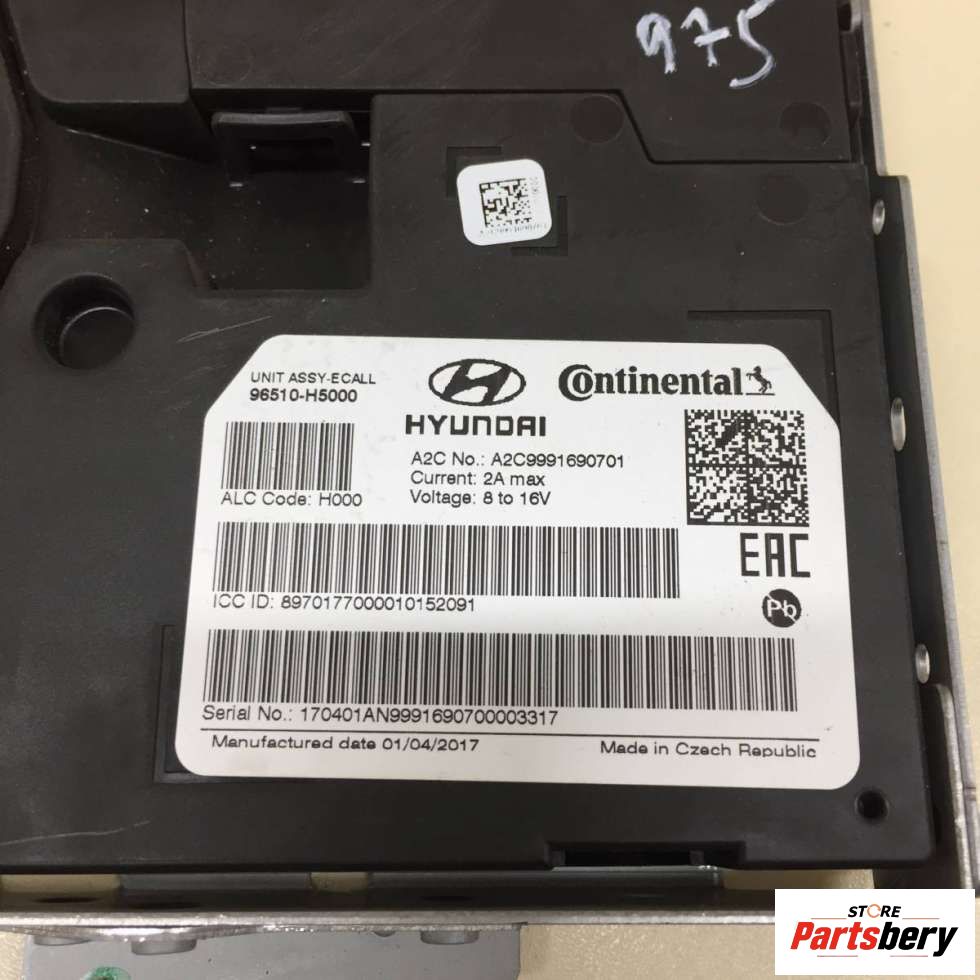 975
UNIT ASSY-ECALL
96510-H5000
HYUNDAI
Continental
A2C No.: A2C9991690701
Current: 2A max
Voltage: 8 to 16V
ALC Code: H000
EAC
ICC ID: 8970177000010152091
Pb
Serial No.: 170401AN9991690700003317
Manufactured date 01/04/2017
Made in Czech Republic
STORE
Partsbery